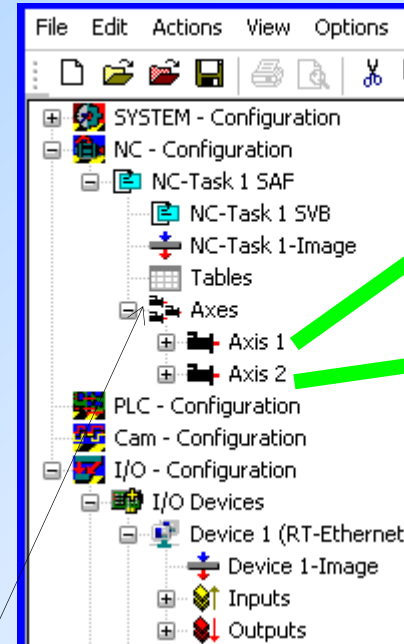 File Edit Actions View Options
SYSTEM - Configuration
NC - Configuration
NC-Task 1 SAF
NC-Task 1 SVB
NC-Task 1-Image
Tables
Axes
Axis 1
Axis 2
PLC - Configuration
Cam - Configuration
I/O - Configuration
I/O Devices
Device 1 (RT-Ethernet
Device 1-Image
Inputs
Outputs